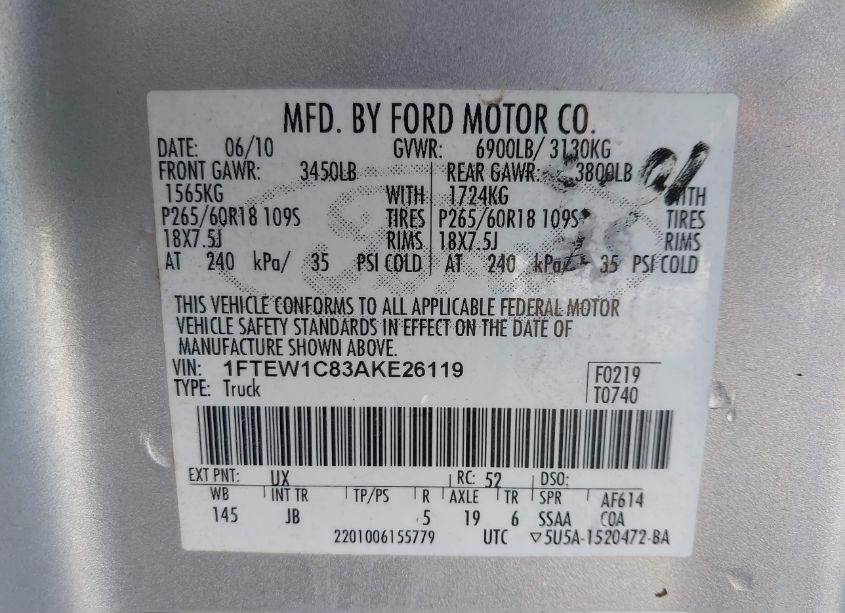 MFD. BY FORD MOTOR CO.
DATE: 06/10 GVWR: 6900LB/ 3130KG
FRONT GAWR: 3450LB REAR GAWR: 3800LB
1565KG WITH 1724KG WITH
P265/60R18 109S TIRES P265/60R18 109S TIRES
18X7.5J RIMS 18X7.5J RIMS
AT 240 kPa/ 35 PSI COLD AT 240 kPa/ 35 PSI COLD
THIS VEHICLE CONFORMS TO ALL APPLICABLE FEDERAL MOTOR
VEHICLE SAFETY STANDARDS IN EFFECT ON THE DATE OF
MANUFACTURE SHOWN ABOVE.
VIN: 1FTEW1C83AKE26119 F0219
TYPE: Truck T0740
EXT PNT: UX RC: 52 DSO:
WB INT TR TP/PS R AXLE TR SPR AF614
145 JB 5 19 6 SSAA COA
2201006155779 UTC ▽5U5A-1520472-BA